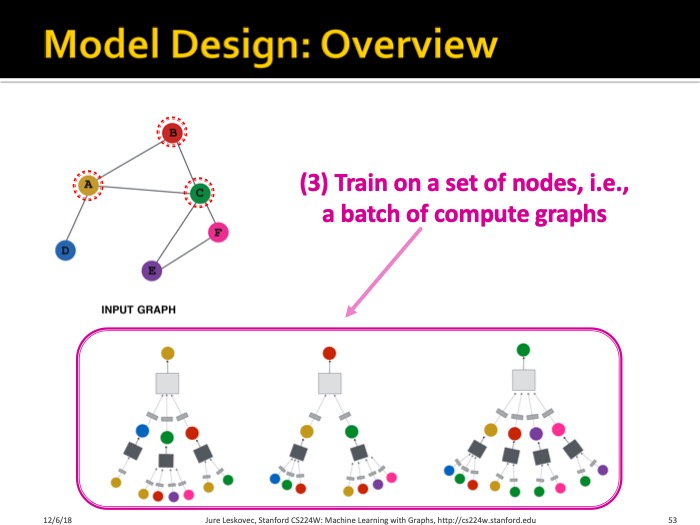 Model Design: Overview
B
A
C
F
D
E
INPUT GRAPH
(3) Train on a set of nodes, i.e.,
a batch of compute graphs
12/6/18
Jure Leskovec, Stanford CS224W: Machine Learning with Graphs, http://cs224w.stanford.edu
53